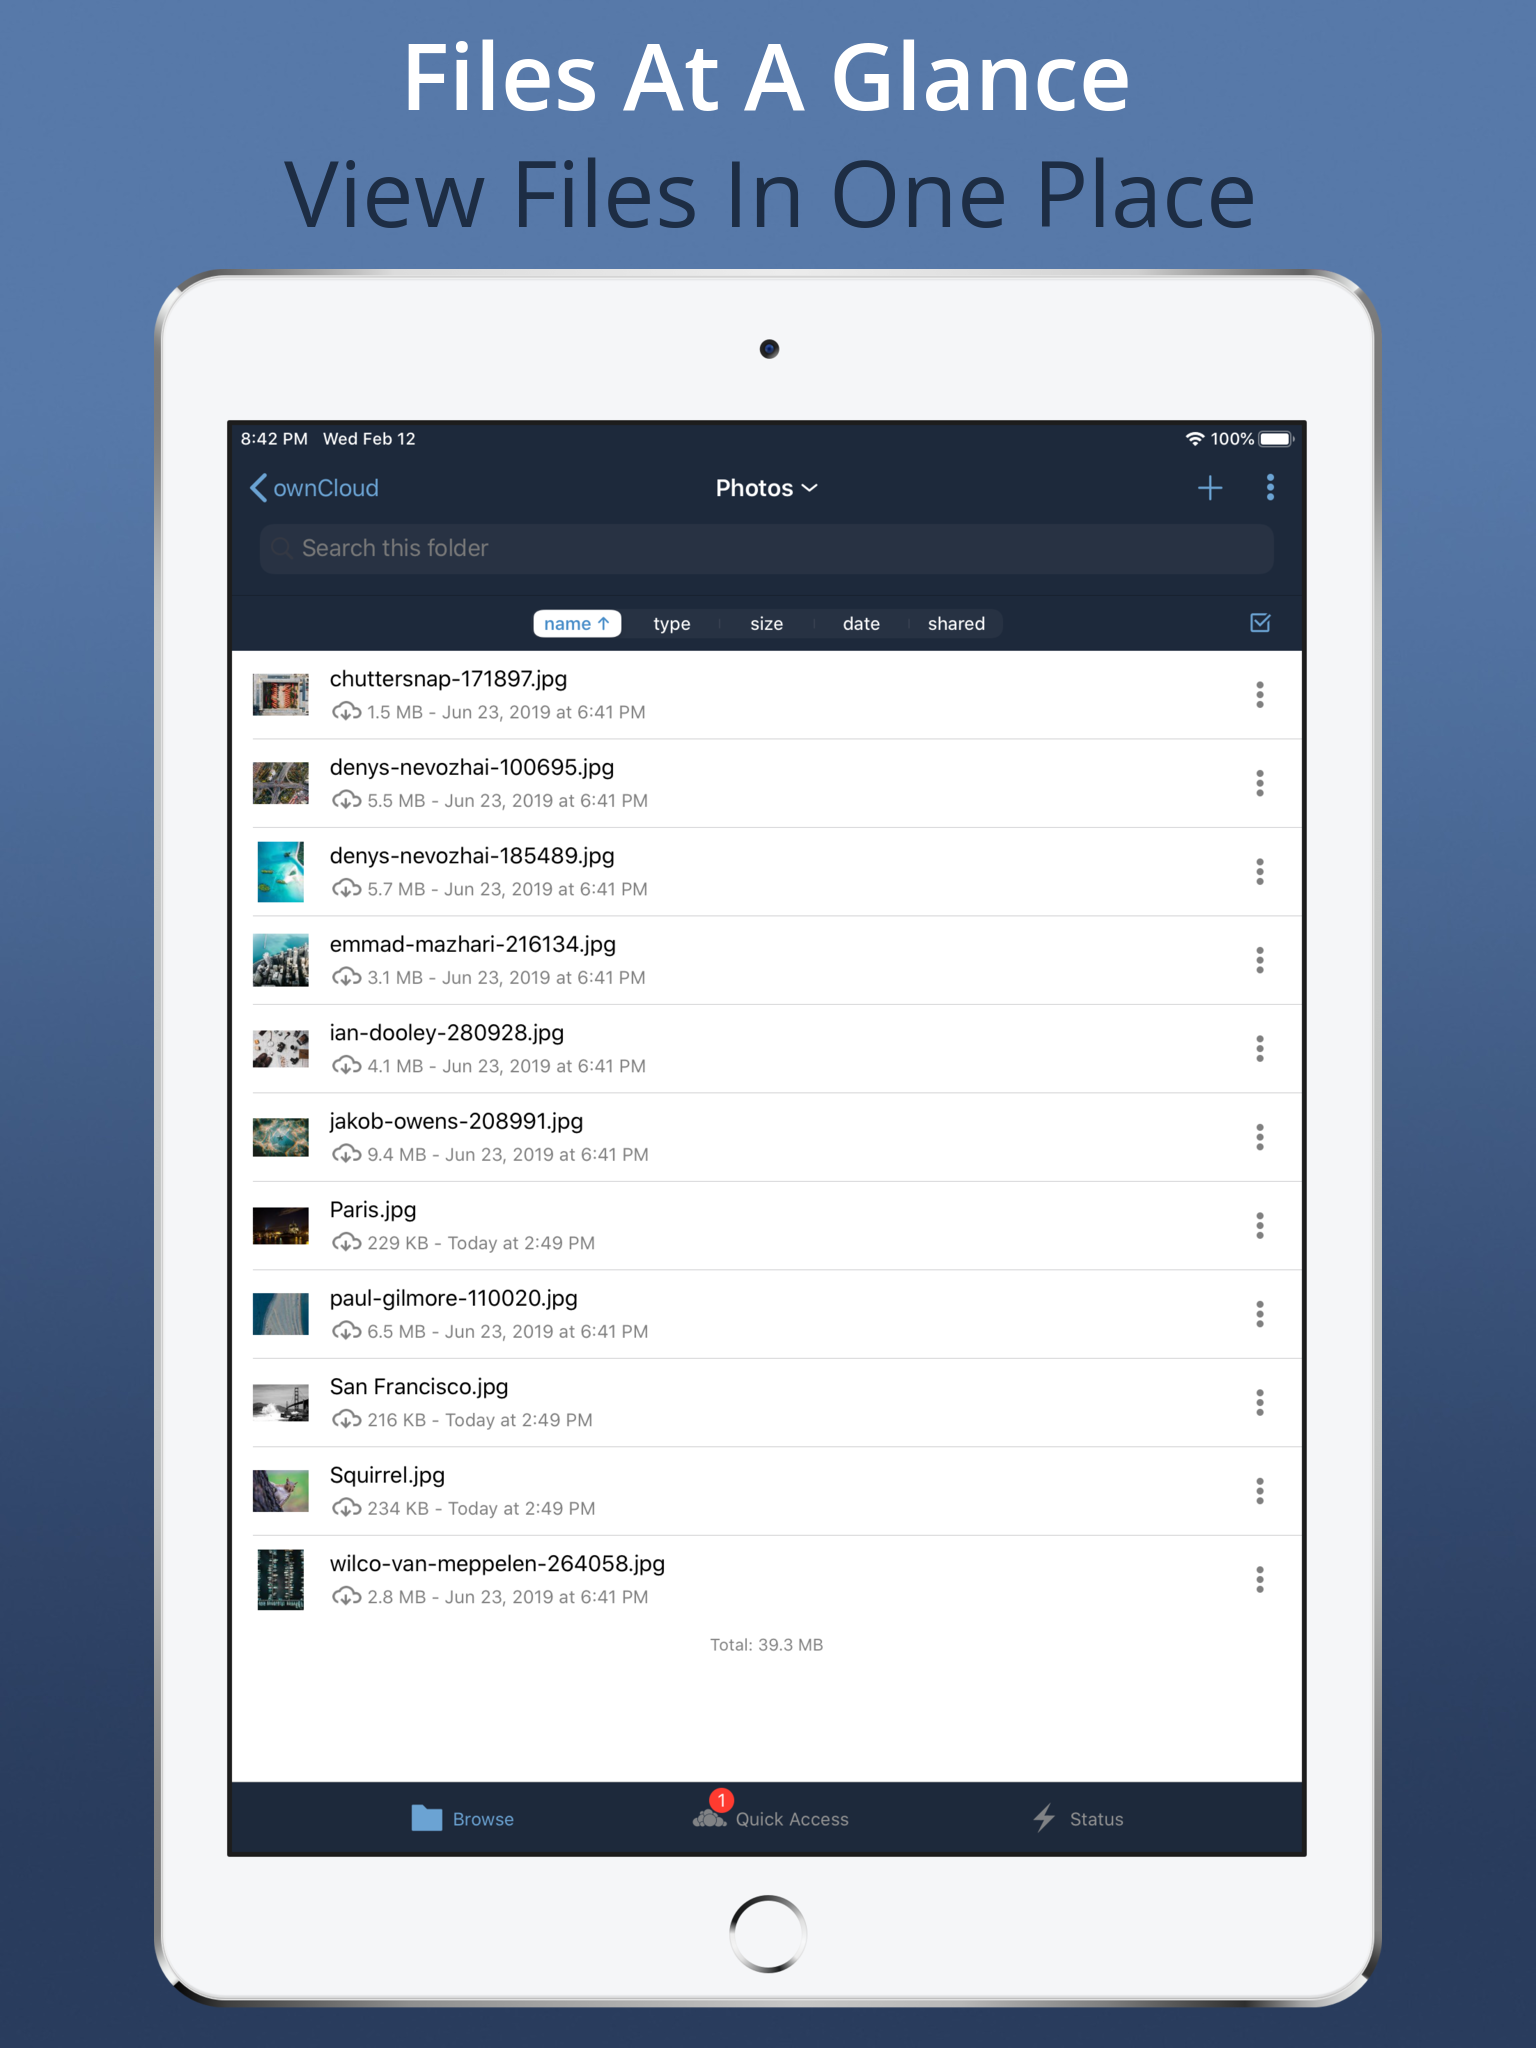 Files At A Glance
View Files In One Place
8:42 PM Wed Feb 12
100%
ownCloud
Photos
Search this folder
name ↑ type size date shared
chuttersnap-171897.jpg
1.5 MB - Jun 23, 2019 at 6:41 PM
denys-nevozhai-100695.jpg
5.5 MB - Jun 23, 2019 at 6:41 PM
denys-nevozhai-185489.jpg
5.7 MB - Jun 23, 2019 at 6:41 PM
emmad-mazhari-216134.jpg
3.1 MB - Jun 23, 2019 at 6:41 PM
ian-dooley-280928.jpg
4.1 MB - Jun 23, 2019 at 6:41 PM
jakob-owens-208991.jpg
9.4 MB - Jun 23, 2019 at 6:41 PM
Paris.jpg
229 KB - Today at 2:49 PM
paul-gilmore-110020.jpg
6.5 MB - Jun 23, 2019 at 6:41 PM
San Francisco.jpg
216 KB - Today at 2:49 PM
Squirrel.jpg
234 KB - Today at 2:49 PM
wilco-van-meppelen-264058.jpg
2.8 MB - Jun 23, 2019 at 6:41 PM
Total: 39.3 MB
Browse
1
Quick Access
Status